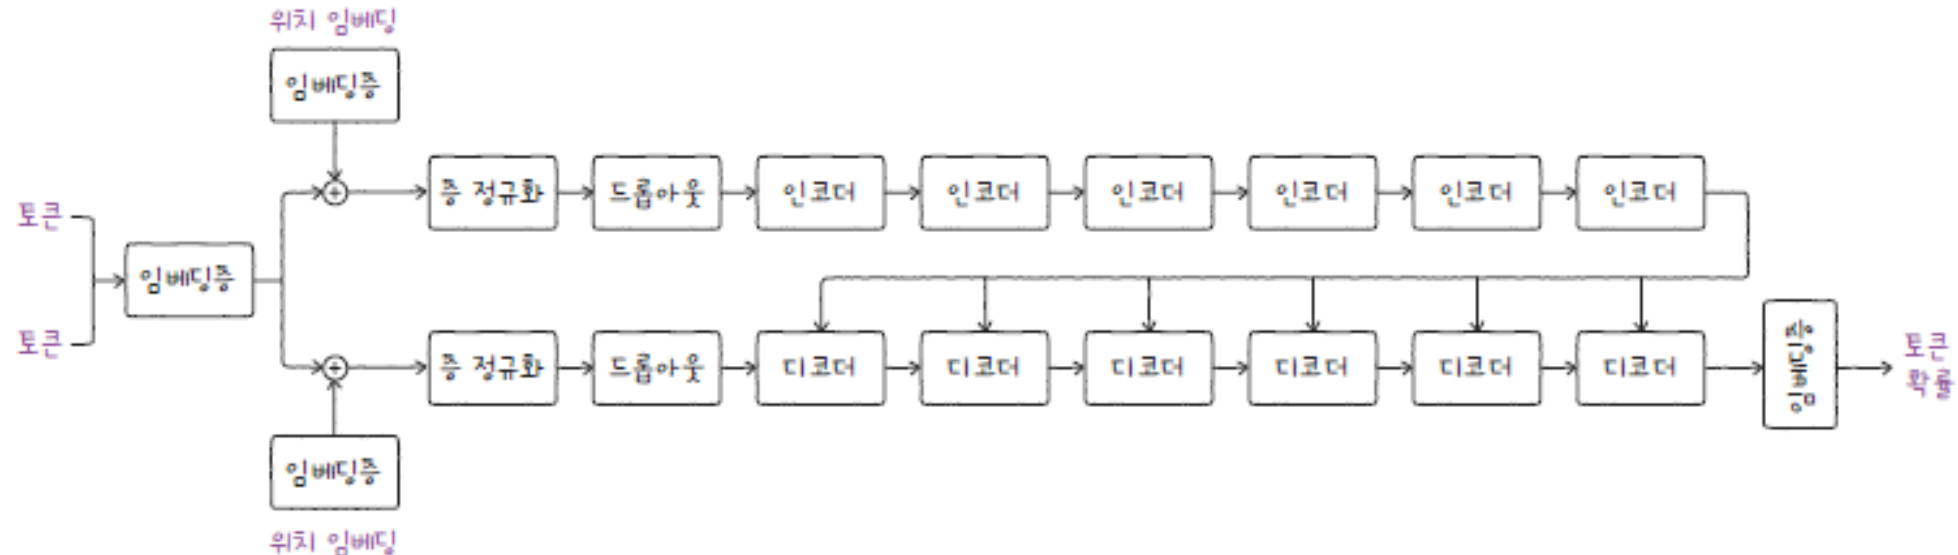 위치 임베딩
임베딩층
층 정규화
드롭아웃
인코더
인코더
인코더
인코더
인코더
인코더
토큰
임베딩층
토큰
층 정규화
드롭아웃
디코더
디코더
디코더
디코더
디코더
디코더
임베딩층
토큰
확률
임베딩층
위치 임베딩